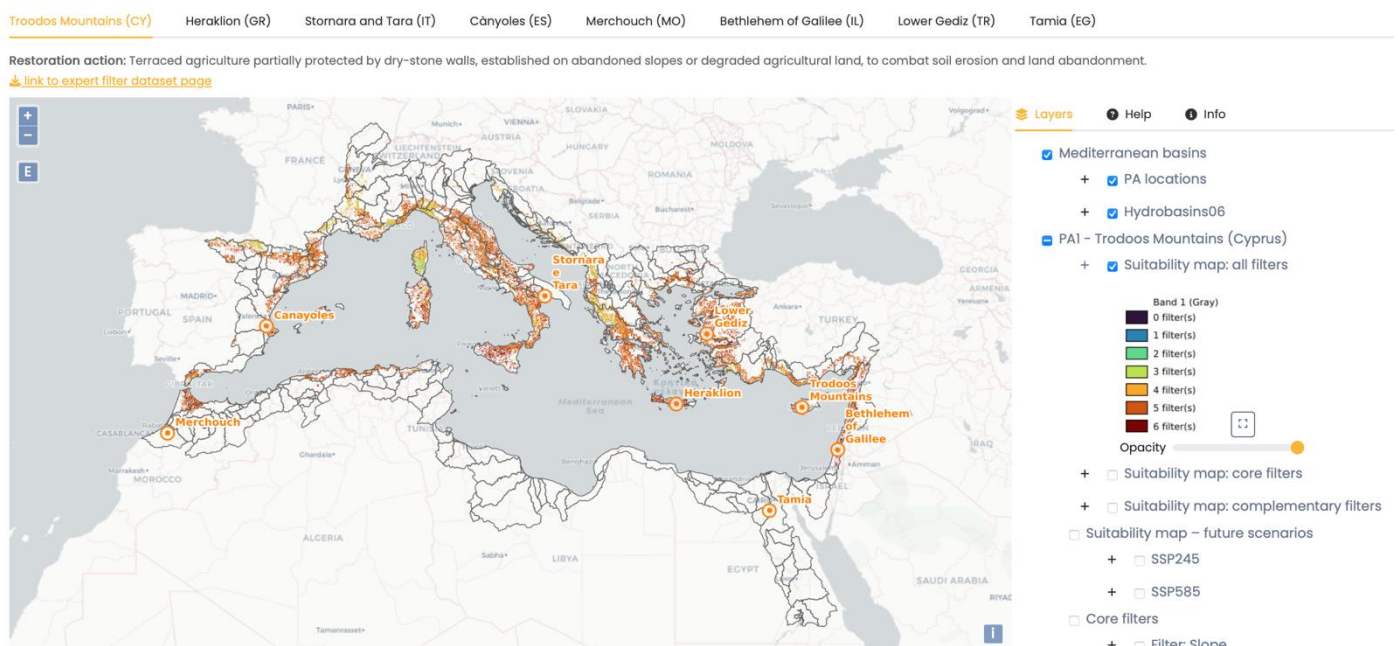 Troodos Mountains (CY) Heraklion (GR) Stornara and Tara (IT) Cànyoles (ES) Merchouch (MO) Bethlehem of Galilee (IL) Lower Gediz (TR) Tamia (EG)
Restoration action: Terraced agriculture partially protected by dry-stone walls, established on abandoned slopes or degraded agricultural land, to combat soil erosion and land abandonment.
link to expert filter dataset page
+
−
E
PARIS
Munich
VIENNA
SLOVAKIA
Volgograd
LIECHTENSTEIN
AUSTRIA
HUNGARY
MOLDOVA
FRANCE
ROMANIA
Belgrade
SERBIA
Bucharest
Sevastopol
BULGARIA
GEORGIA
ARMENIA
Yerevan
MADRID
PORTUGAL
SPAIN
Lisbon
Seville
Stornara
e
Tara
Canayoles
Ankara
TURKEY
Lower
Gediz
Heraklion
Trodoos
Mountains
Mediterranean
Sea
Bethlehem
of
Galilee
Merchouch
CASABLANCA
Marrakesh
MOROCCO
Ghardaïa
Jerusalem
Amman
ISRAEL
IRAQ
Tamia
ALGERIA
Sabha
LIBYA
EGYPT
SAUDI ARABIA
Tamanrasset
i
Layers Help Info
Mediterranean basins
+ PA locations
+ Hydrobasins06
PA1 - Trodoos Mountains (Cyprus)
+ Suitability map: all filters
Band 1 (Gray)
0 filter(s)
1 filter(s)
2 filter(s)
3 filter(s)
4 filter(s)
5 filter(s)
6 filter(s)
Opacity
+ Suitability map: core filters
+ Suitability map: complementary filters
Suitability map – future scenarios
+ SSP245
+ SSP585
Core filters
+ Filter: Slope